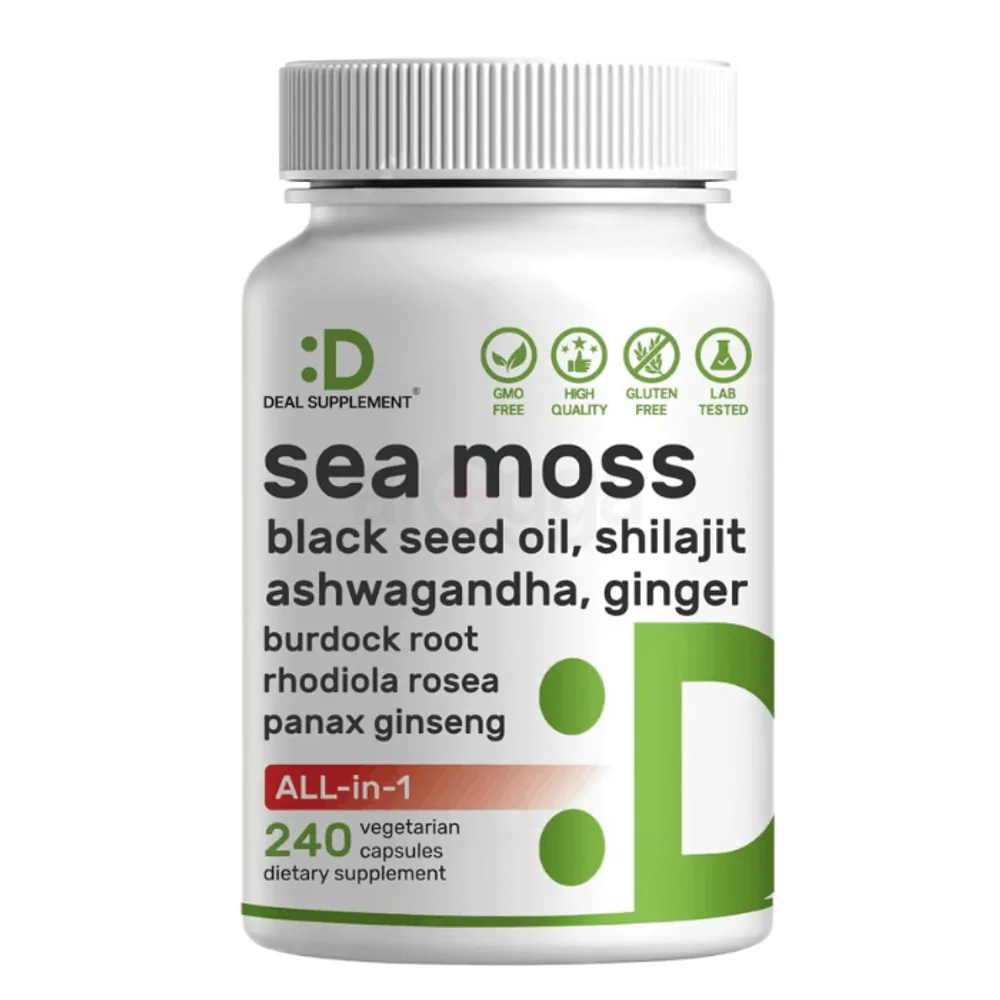 :D
DEAL SUPPLEMENT®
GMO FREE
HIGH QUALITY
GLUTEN FREE
LAB TESTED
sea moss
black seed oil, shilajit
ashwagandha, ginger
burdock root
rhodiola rosea
panax ginseng
ALL-in-1
240 vegetarian capsules
dietary supplement
:D